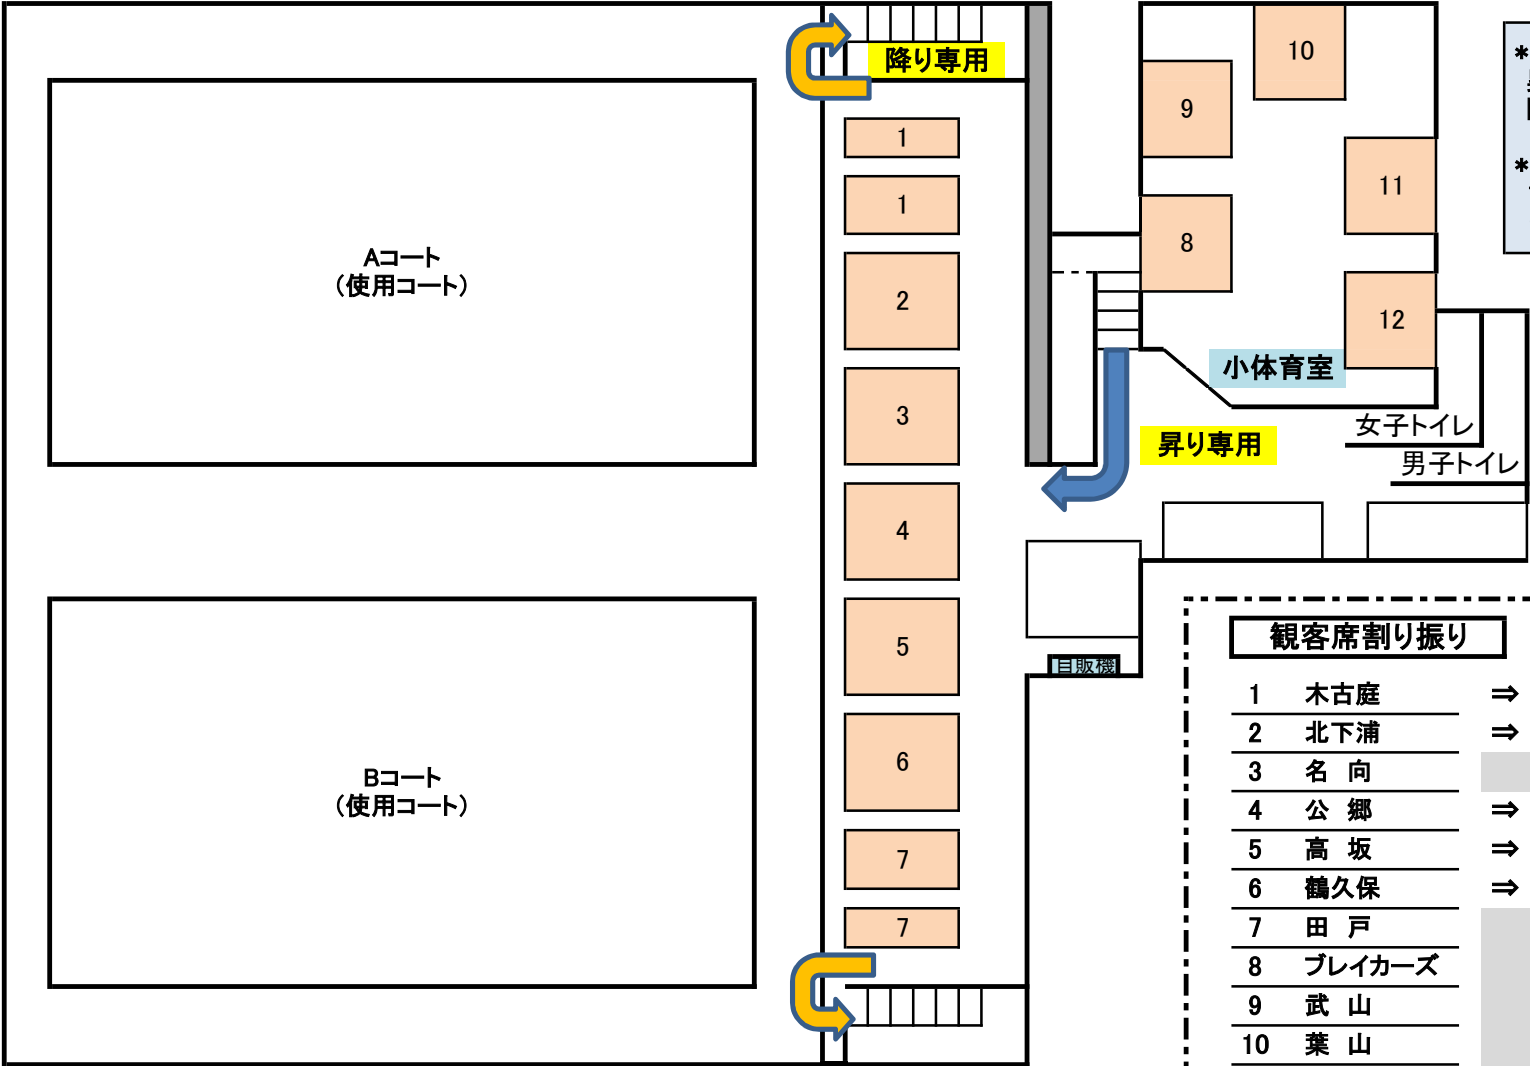 降り専用
10
9
1
11
1
8
Aコート
（使用コート）
2
12
小体育室
3
女子トイレ
昇り専用
男子トイレ
4
5
観客席割り振り
自販機
1 木古庭 ⇒
2 北下浦 ⇒
3 名 向
4 公 郷 ⇒
5 高 坂 ⇒
6 鶴久保 ⇒
7 田 戸
8 ブレイカーズ
9 武 山
10 葉 山
6
Bコート
（使用コート）
7
7
*
*